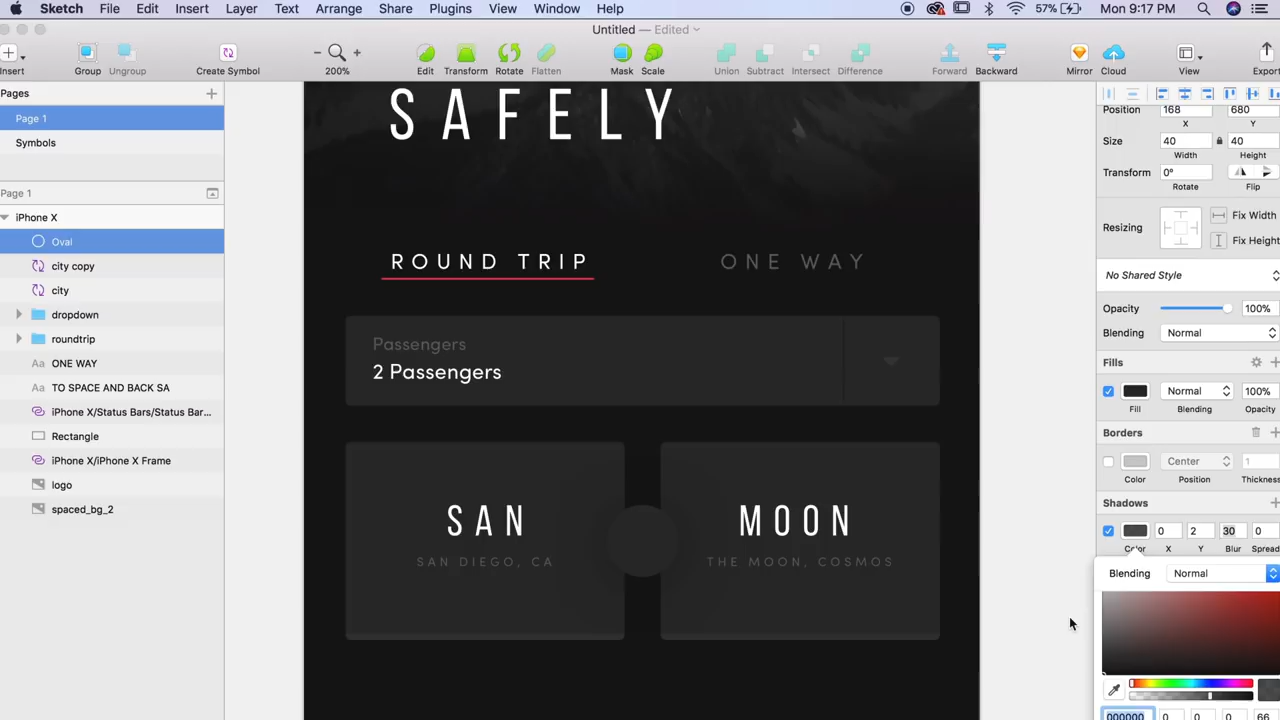 Sketch File Edit Insert Layer Text Arrange Share Plugins View Window Help 57% Mon 9:17 PM
Untitled — Edited
200%
Insert Group Ungroup Create Symbol Edit Transform Rotate Flatten Mask Scale Union Subtract Intersect Difference Forward Backward Mirror Cloud View Export
Pages
Page 1
Symbols
Page 1
iPhone X
Oval
city copy
city
dropdown
roundtrip
Aa ONE WAY
Aa TO SPACE AND BACK SA
iPhone X/Status Bars/Status Bar...
Rectangle
iPhone X/iPhone X Frame
logo
spaced_bg_2
SAFELY
ROUND TRIP ONE WAY
Passengers
2 Passengers
SAN MOON
SAN DIEGO, CA THE MOON, COSMOS
Position 168 680
X Y
Size 40 40
Width Height
Transform 0°
Rotate Flip
Resizing Fix Width
Fix Height
No Shared Style
Opacity 100%
Blending Normal
Fills
Normal 100%
Fill Blending Opacity
Borders
Center 1
Color Position Thickness
Shadows
0 2 30 0
Color X Y Blur Spread
Blending Normal
000000 0 0 0 66